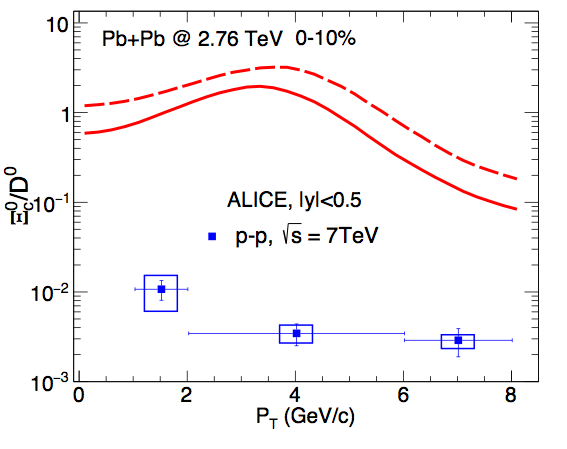 Pb+Pb @ 2.76 TeV 0-10%
10
1
10⁻¹
10⁻²
10⁻³
Ξc⁰/D⁰
ALICE, |y|<0.5
p-p, √s = 7TeV
0 2 4 6 8
P_T (GeV/c)